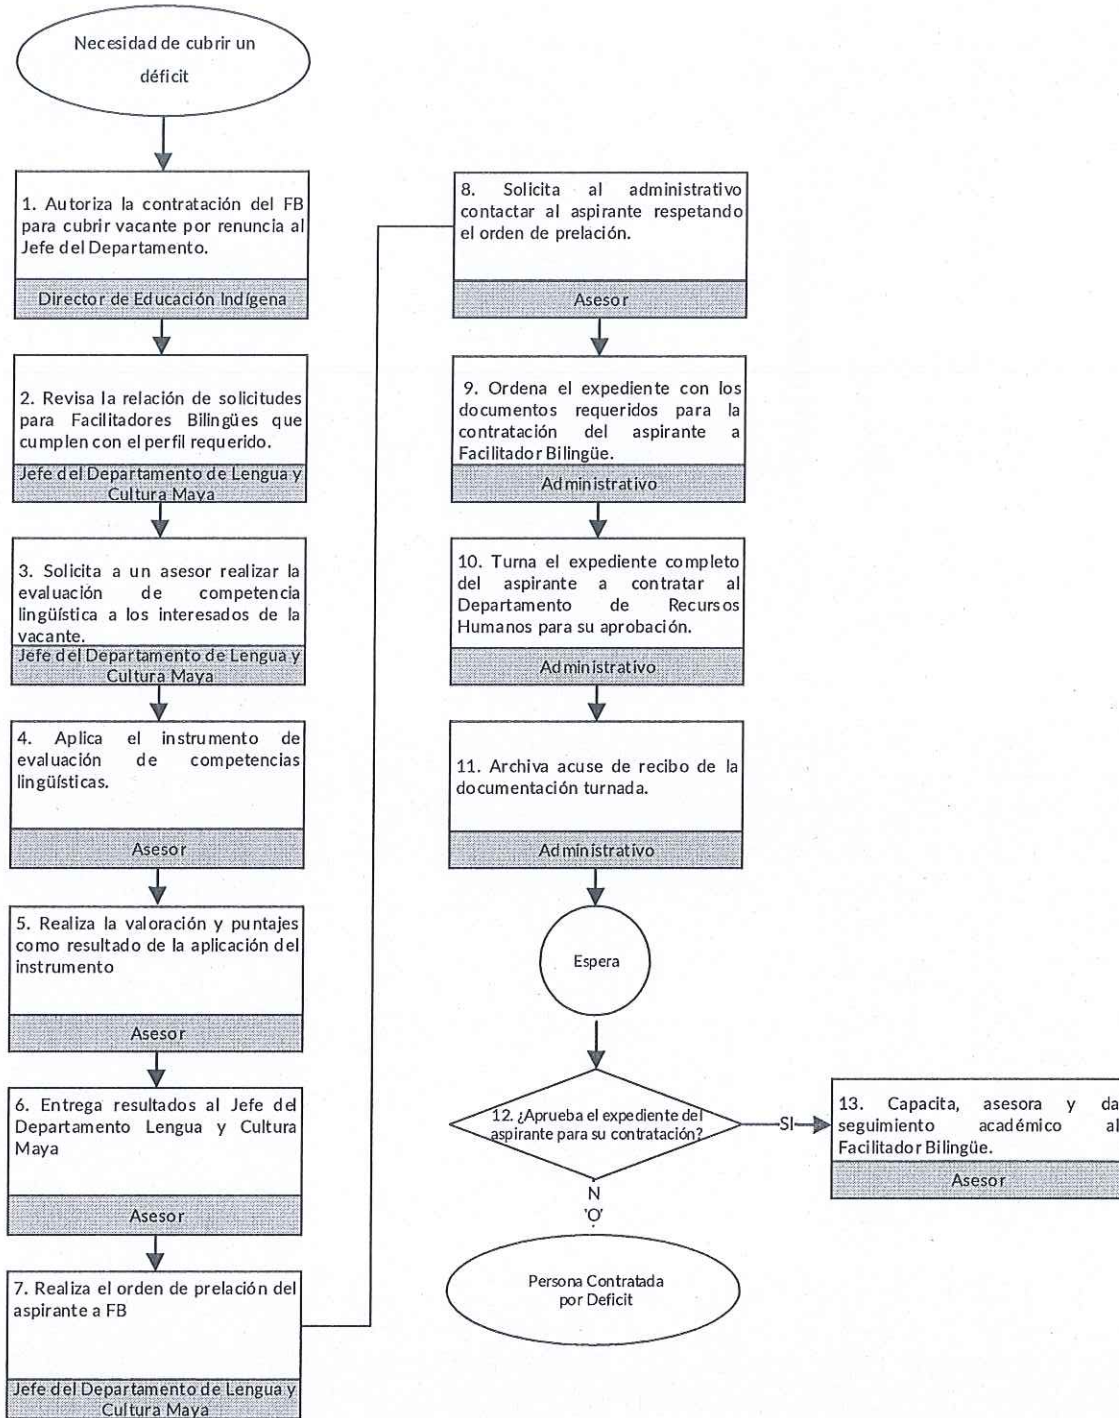 Necesidad de cubrir un
déficit
1. Autoriza la contratación del FB
para cubrir vacante por renuncia al
Jefe del Departamento.
Director de Educación Indígena
2. Revisa la relación de solicitudes
para Facilitadores Bilingües que
cumplen con el perfil requerido.
Jefe del Departamento de Lengua y
Cultura Maya
3. Solicita a un asesor realizar la
evaluación de competencia
lingüística a los interesados de la
vacante.
Jefe del Departamento de Lengua y
Cultura Maya
4. Aplica el instrumento de
evaluación de competencias
lingüísticas.
Asesor
5. Realiza la valoración y puntajes
como resultado de la aplicación del
instrumento
Asesor
6. Entrega resultados al Jefe del
Departamento Lengua y Cultura
Maya
Asesor
7. Realiza el orden de prelación del
aspirante a FB
Jefe del Departamento de Lengua y
Cultura Maya
8. Solicita al administrativo
contactar al aspirante respetando
el orden de prelación.
Asesor
9. Ordena el expediente con los
documentos requeridos para la
contratación del aspirante a
Facilitador Bilingüe.
Administrativo
10. Turna el expediente completo
del aspirante a contratar al
Departamento de Recursos
Humanos para su aprobación.
Administrativo
11. Archiva acuse de recibo de la
documentación turnada.
Administrativo
Espera
12. ¿Aprueba el expediente del
aspirante para su contratación?
SI
N
'O'
13. Capacita, asesora y da
seguimiento académico al
Facilitador Bilingüe.
Asesor
Persona Contratada
por Deficit